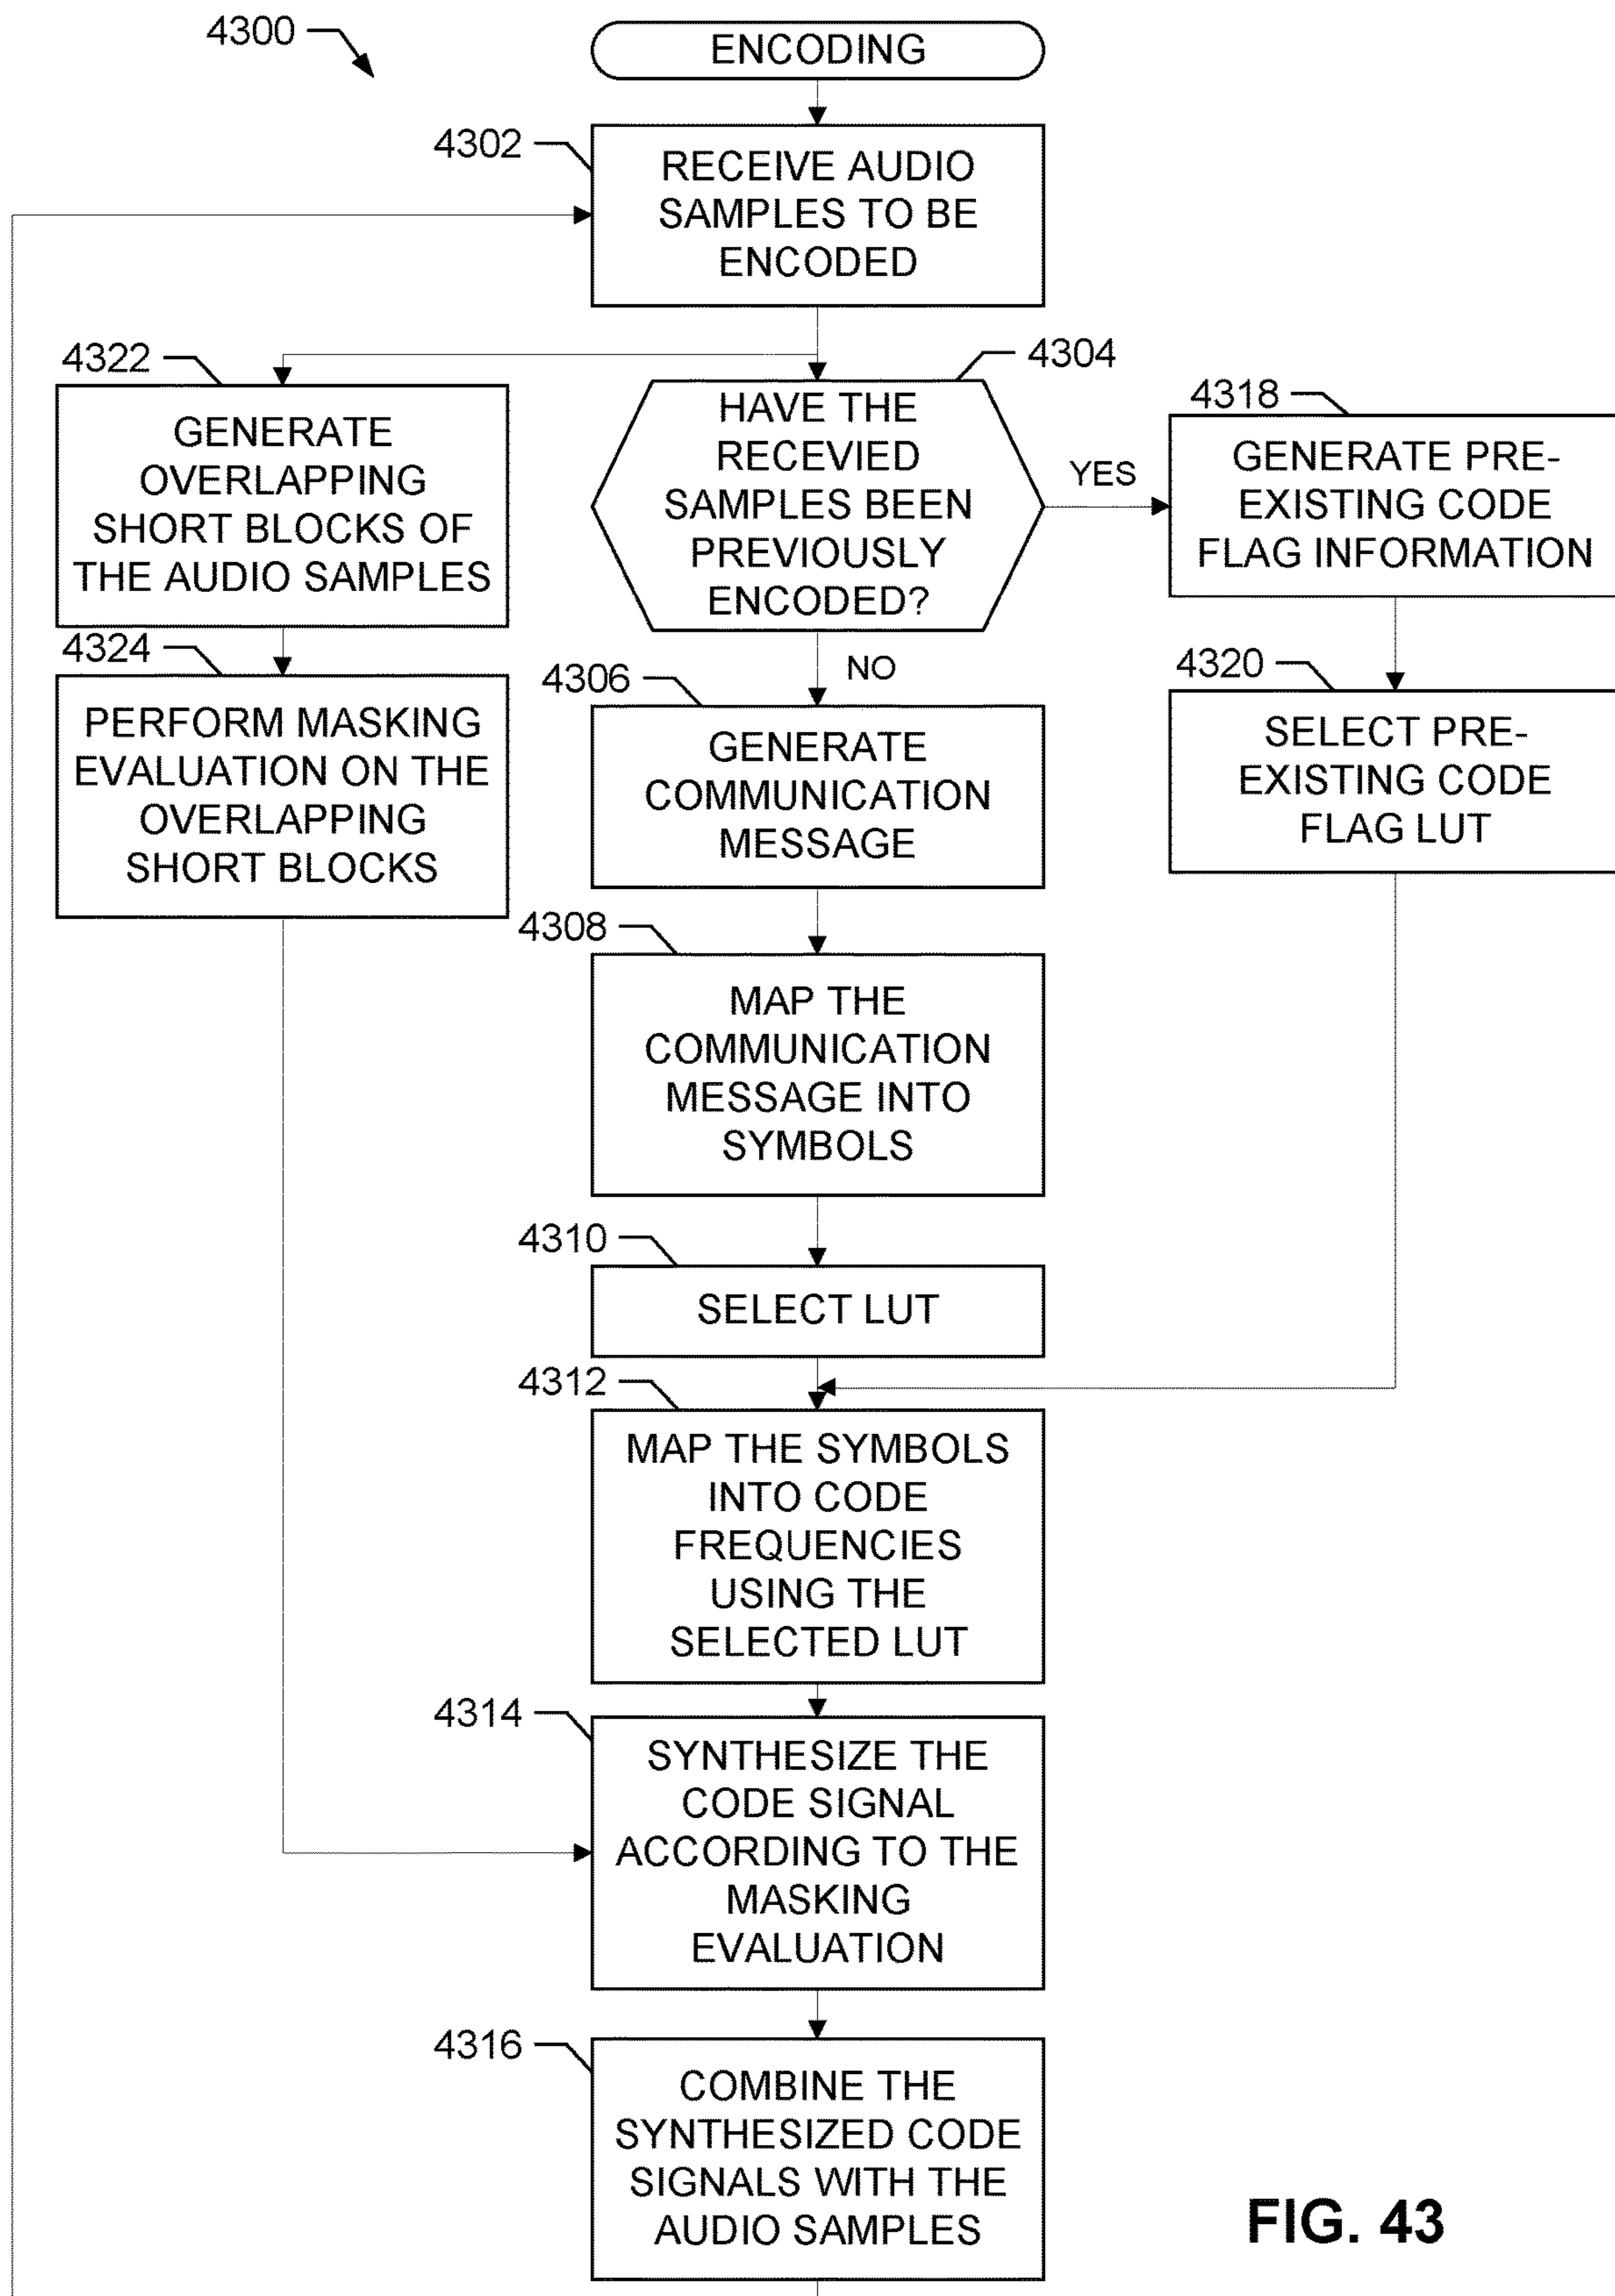 4300
ENCODING
4302
RECEIVE AUDIO
SAMPLES TO BE
ENCODED
4322
GENERATE
OVERLAPPING
SHORT BLOCKS OF
THE AUDIO SAMPLES
4304
HAVE THE
RECEVIED
SAMPLES BEEN
PREVIOUSLY
ENCODED?
YES
NO
4318
GENERATE PRE-
EXISTING CODE
FLAG INFORMATION
4324
PERFORM MASKING
EVALUATION ON THE
OVERLAPPING
SHORT BLOCKS
4306
GENERATE
COMMUNICATION
MESSAGE
4320
SELECT PRE-
EXISTING CODE
FLAG LUT
4308
MAP THE
COMMUNICATION
MESSAGE INTO
SYMBOLS
4310
SELECT LUT
4312
MAP THE SYMBOLS
INTO CODE
FREQUENCIES
USING THE
SELECTED LUT
4314
SYNTHESIZE THE
CODE SIGNAL
ACCORDING TO THE
MASKING
EVALUATION
4316
COMBINE THE
SYNTHESIZED CODE
SIGNALS WITH THE
AUDIO SAMPLES
FIG. 43